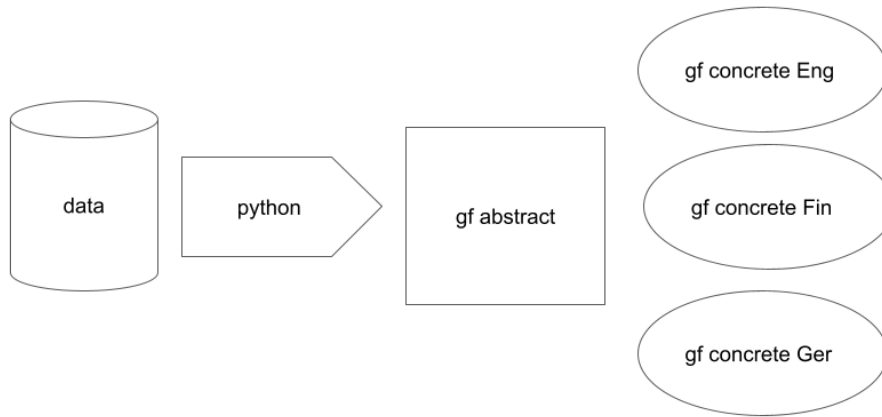 gf concrete Eng
data
python
gf abstract
gf concrete Fin
gf concrete Ger